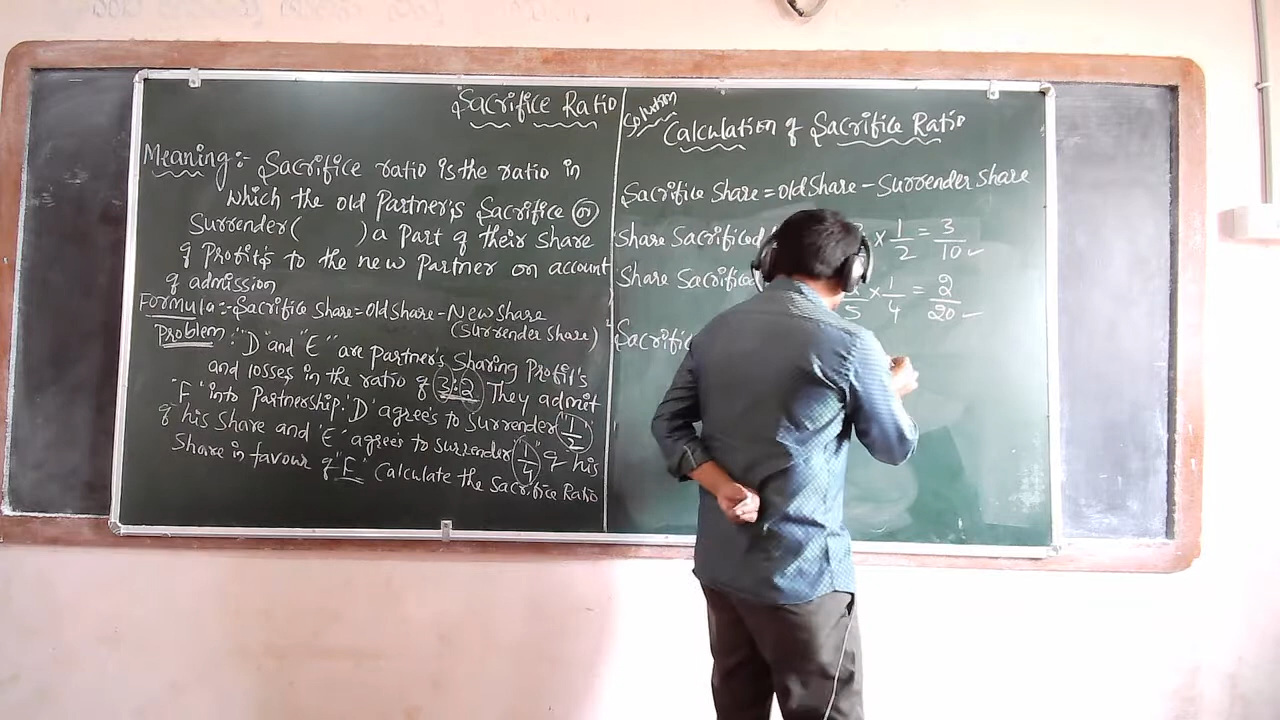 Sacrifice Ratio
Meaning:- Sacrifice ratio is the ratio in
which the old Partner's Sacrifice or
Surrender( ) a Part of their Share
of Profits to the new Partner on account
of admission
Formula:- Sacrifice Share = Old Share - New Share
(Surrender Share)
Problem:- "D" and "E" are Partner's Sharing Profit's
and losses in the ratio of 3:2 They admit
"F" into Partnership. 'D' agree's to Surrender 1/2
of his Share and 'E' agree's to surrender 1/4 of his
Share in favour of "F" Calculate the Sacrifice Ratio
Solution
Calculation of Sacrifice Ratio
Sacrifice Share = Old Share - Surrender Share
Share Sacrificed × 1/2 = 3/10
Share Sacrificed /5 × 1/4 = 2/20